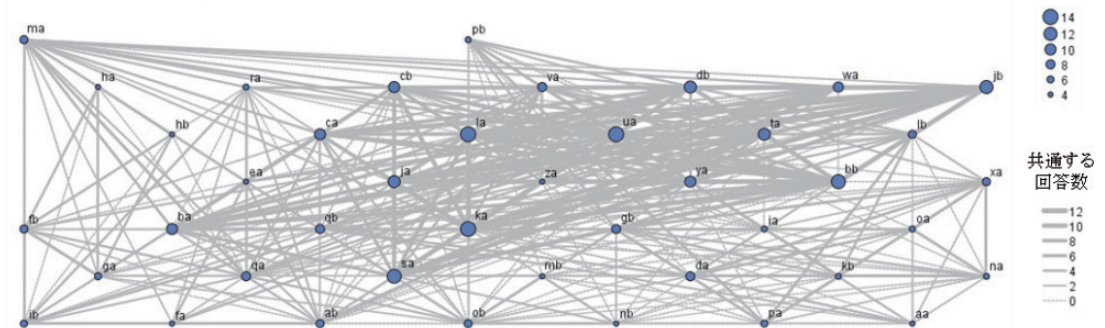 ma
pb
ha
ra
cb
va
db
wa
jb
hb
ca
la
ua
ta
lb
ea
ja
za
ya
bb
xa
fb
ba
qb
ka
gb
ia
oa
ga
qa
sa
mb
da
kb
na
ib
fa
ab
ob
nb
pa
aa
14
12
10
8
6
4
共通する
回答数
12
10
8
6
4
2
0